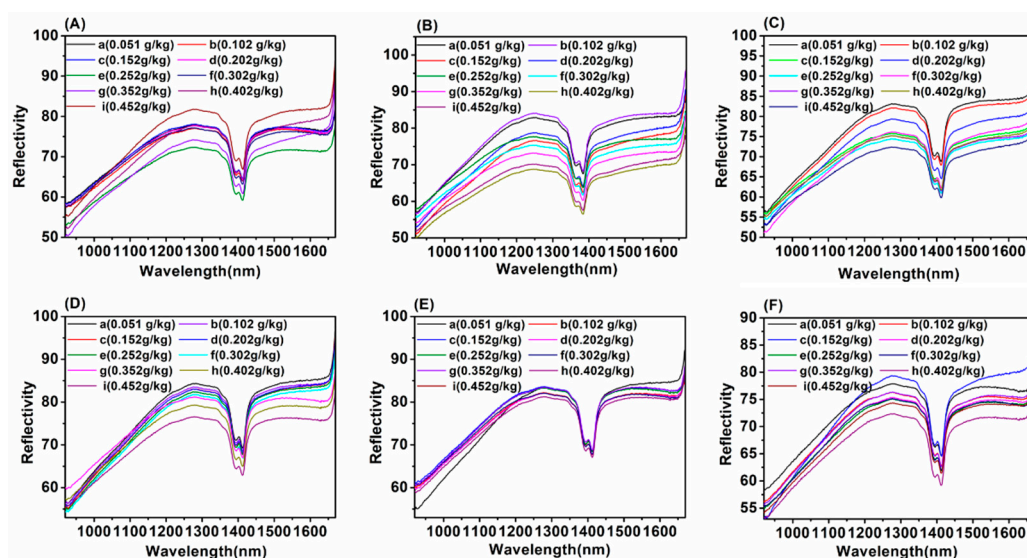 (A)
Reflectivity
100
90
80
70
60
50
a(0.051 g/kg) b(0.102 g/kg)
c(0.152g/kg) d(0.202g/kg)
e(0.252g/kg) f(0.302g/kg)
g(0.352g/kg) h(0.402g/kg)
i(0.452g/kg)
1000 1100 1200 1300 1400 1500 1600
Wavelength(nm)
(B)
Reflectivity
100
95
90
85
80
75
70
65
60
55
50
a(0.051 g/kg) b(0.102 g/kg)
c(0.152g/kg) d(0.202g/kg)
e(0.252g/kg) f(0.302g/kg)
g(0.352g/kg) h(0.402g/kg)
i(0.452g/kg)
1000 1100 1200 1300 1400 1500 1600
Wavelength(nm)
(C)
Reflectivity
100
95
90
85
80
75
70
65
60
55
50
a(0.051 g/kg) b(0.102 g/kg)
c(0.152g/kg) d(0.202g/kg)
e(0.252g/kg) f(0.302g/kg)
g(0.352g/kg) h(0.402g/kg)
i(0.452g/kg)
1000 1100 1200 1300 1400 1500 1600
Wavelength(nm)
(D)
Reflectivity
100
90
80
70
60
a(0.051 g/kg) b(0.102 g/kg)
c(0.152g/kg) d(0.202g/kg)
e(0.252g/kg) f(0.302g/kg)
g(0.352g/kg) h(0.402g/kg)
i(0.452g/kg)
1000 1100 1200 1300 1400 1500 1600
Wavelength(nm)
(E)
Reflectivity
100
90
80
70
60
a(0.051 g/kg) b(0.102 g/kg)
c(0.152g/kg) d(0.202g/kg)
e(0.252g/kg) f(0.302g/kg)
g(0.352g/kg) h(0.402g/kg)
i(0.452g/kg)
1000 1100 1200 1300 1400 1500 1600
Wavelength(nm)
(F)
Reflectivity
90
85
80
75
70
65
60
55
a(0.051 g/kg) b(0.102 g/kg)
c(0.152g/kg) d(0.202g/kg)
e(0.252g/kg) f(0.302g/kg)
g(0.352g/kg) h(0.402g/kg)
i(0.452g/kg)
1000 1100 1200 1300 1400 1500 1600
Wavelength(nm)